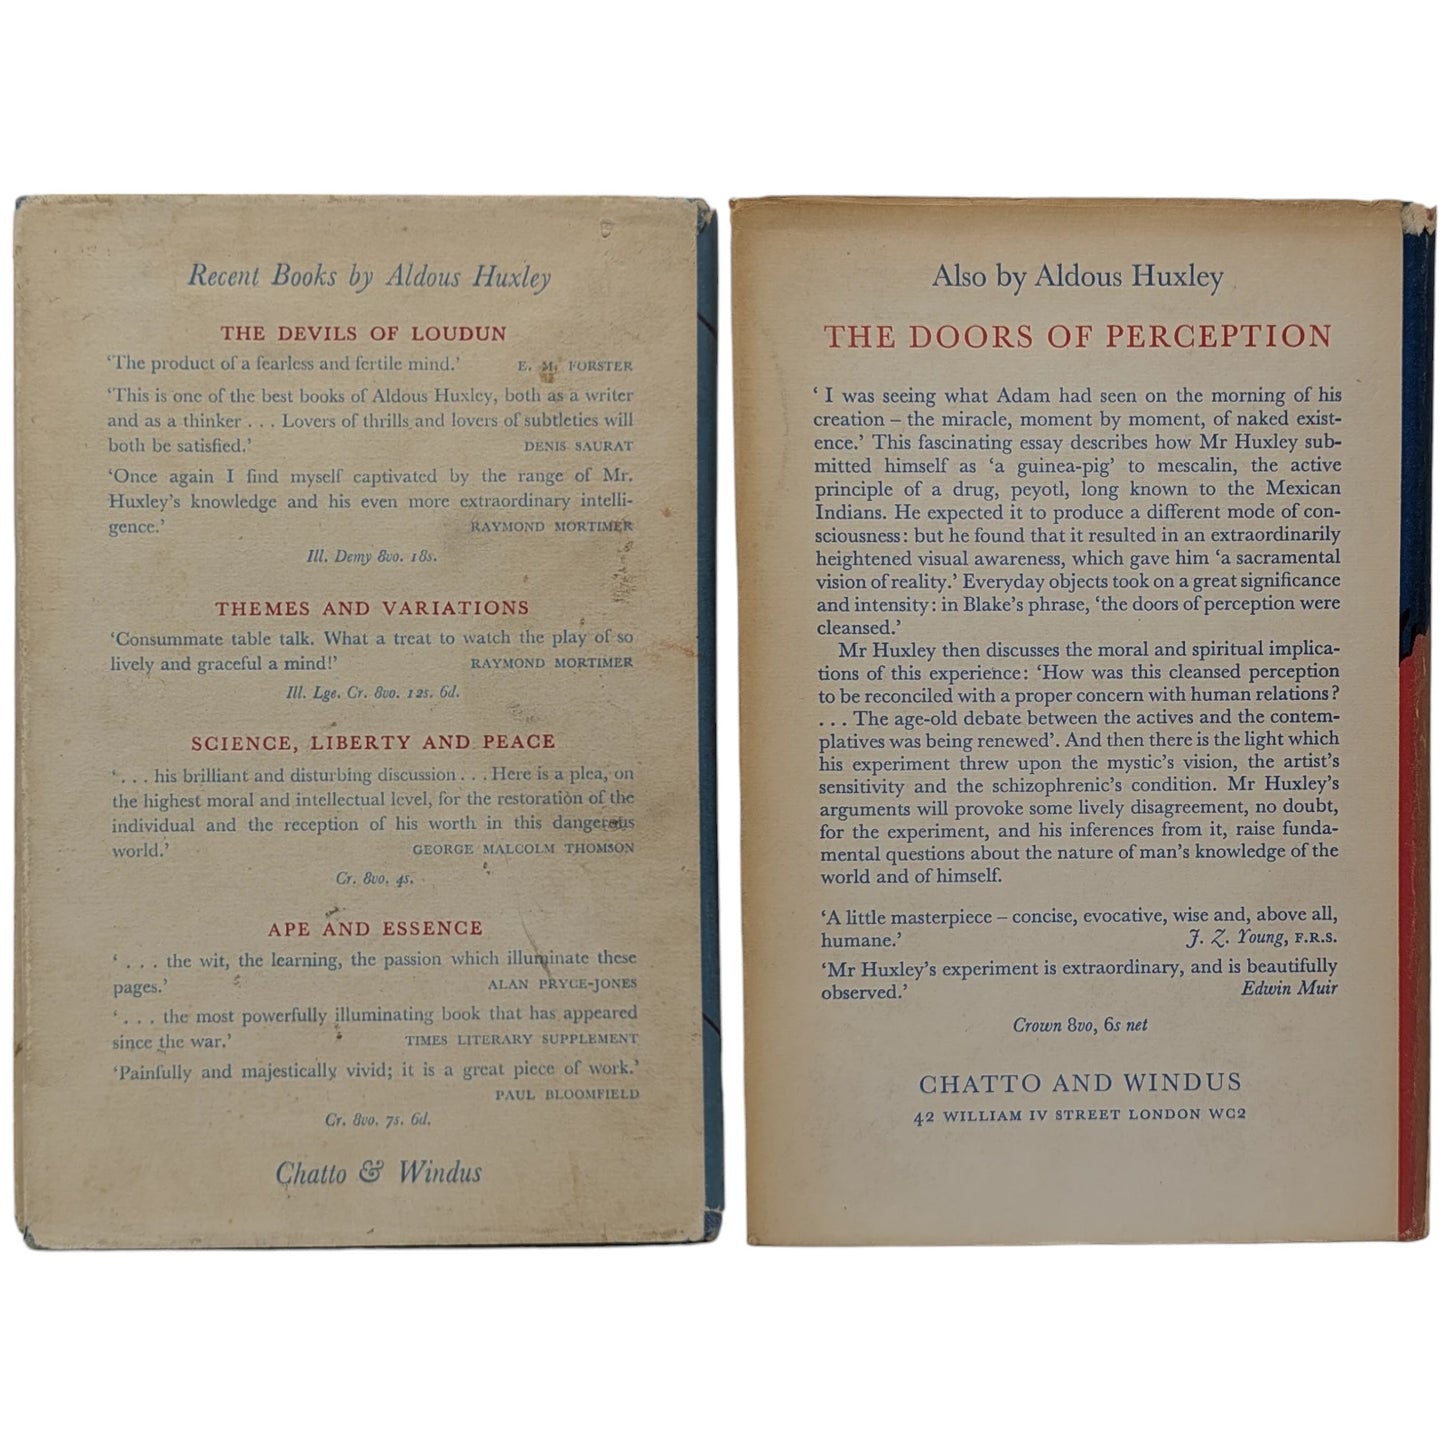 Recent Books by Aldous Huxley
THE DEVILS OF LOUDUN
‘The product of a fearless and fertile mind.’ E. M. FORSTER
‘This is one of the best books of Aldous Huxley, both as a writer
and as a thinker . . . Lovers of thrills and lovers of subtleties will
both be satisfied.’ DENIS SAURAT
‘Once again I find myself captivated by the range of Mr.
Huxley’s knowledge and his even more extraordinary intelli-
gence.’ RAYMOND MORTIMER
Ill. Demy 8vo. 18s.
THEMES AND VARIATIONS
‘Consummate table talk. What a treat to watch the play of so
lively and graceful a mind!’ RAYMOND MORTIMER
Ill. Lge. Cr. 8vo. 12s. 6d.
SCIENCE, LIBERTY AND PEACE
‘. . . his brilliant and disturbing discussion . . . Here is a plea, on
the highest moral and intellectual level, for the restoration of the
individual and the reception of his worth in this dangerous
world.’ GEORGE MALCOLM THOMSON
Cr. 8vo. 4s.
APE AND ESSENCE
‘ . . . the wit, the learning, the passion which illuminate these
pages.’ ALAN PRYCE-JONES
‘ . . . the most powerfully illuminating book that has appeared
since the war.’ TIMES LITERARY SUPPLEMENT
‘Painfully and majestically vivid; it is a great piece of work.’
PAUL BLOOMFIELD
Cr. 8vo. 7s. 6d.
Chatto & Windus
Also by Aldous Huxley
THE DOORS OF PERCEPTION
‘ I was seeing what Adam had seen on the morning of his
creation – the miracle, moment by moment, of naked exist-
ence.’ This fascinating essay describes how Mr Huxley sub-
mitted himself as ‘a guinea-pig’ to mescalin, the active
principle of a drug, peyotl, long known to the Mexican
Indians. He expected it to produce a different mode of con-
sciousness: but he found that it resulted in an extraordinarily
heightened visual awareness, which gave him ‘a sacramental
vision of reality.’ Everyday objects took on a great significance
and intensity: in Blake’s phrase, ‘the doors of perception were
cleansed.’
Mr Huxley then discusses the moral and spiritual implica-
tions of this experience: ‘How was this cleansed perception
to be reconciled with a proper concern with human relations?
. . . The age-old debate between the actives and the contem-
platives was being renewed’. And then there is the light which
his experiment threw upon the mystic’s vision, the artist’s
sensitivity and the schizophrenic’s condition. Mr Huxley’s
arguments will provoke some lively disagreement, no doubt,
for the experiment, and his inferences from it, raise funda-
mental questions about the nature of man’s knowledge of the
world and of himself.
‘A little masterpiece – concise, evocative, wise and, above all,
humane.’ J. Z. Young, F.R.S.
‘Mr Huxley’s experiment is extraordinary, and is beautifully
observed.’ Edwin Muir
Crown 8vo, 6s net
CHATTO AND WINDUS
42 WILLIAM IV STREET LONDON WC2